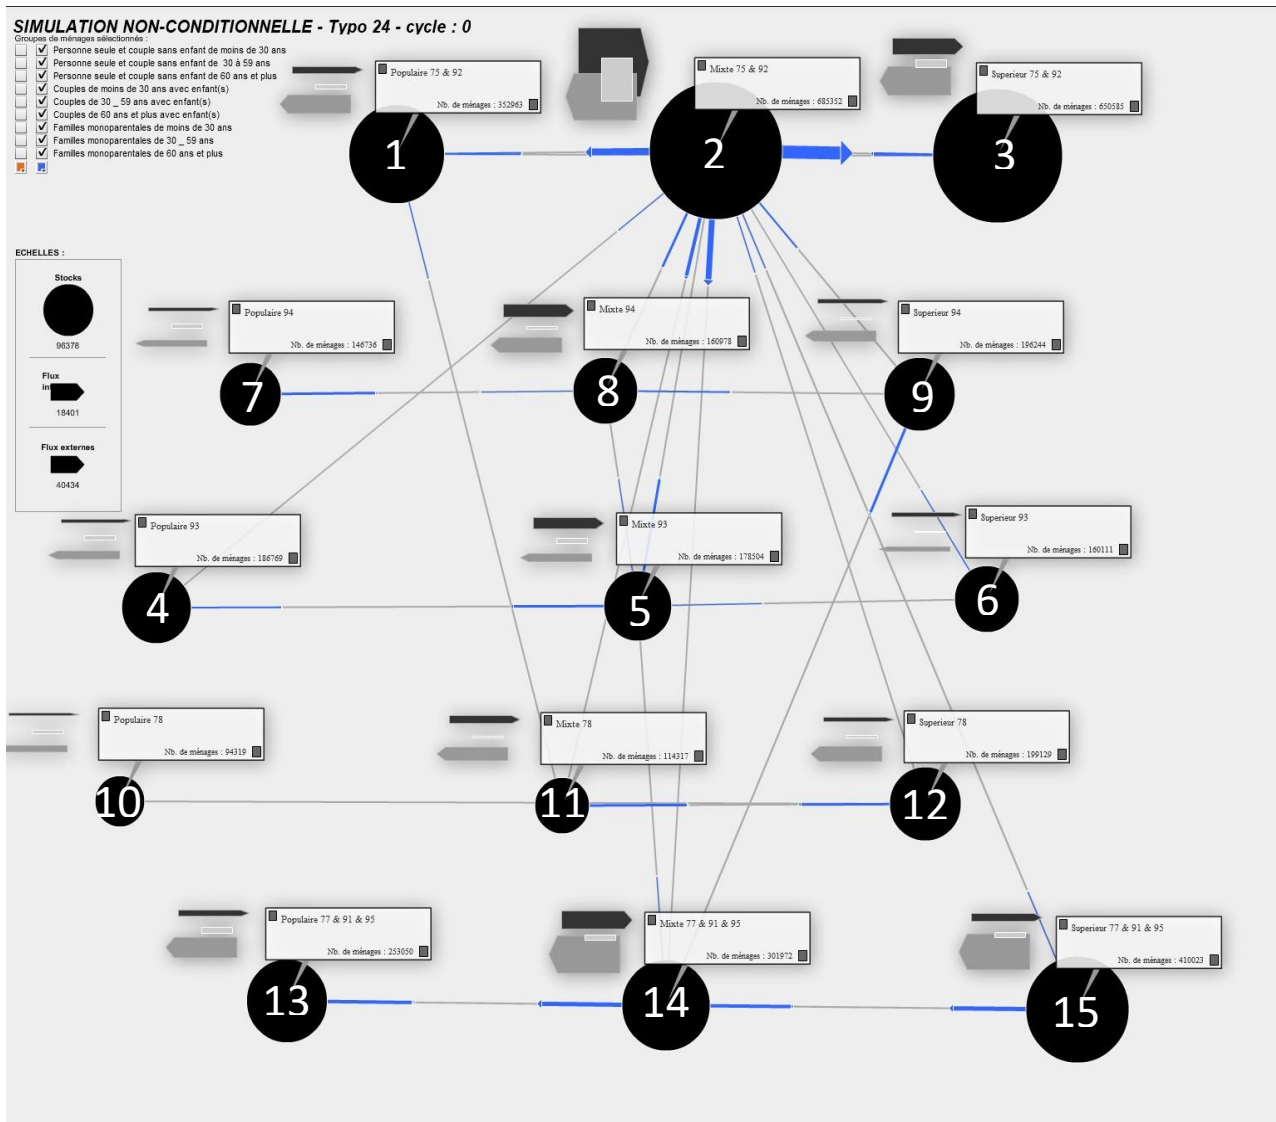 SIMULATION NON-CONDITIONNELLE - Typo 24 - cycle : 0
Groupes de ménages sélectionnés :
Personne seule et couple sans enfant de moins de 30 ans
Personne seule et couple sans enfant de 30 à 59 ans
Personne seule et couple sans enfant de 60 ans et plus
Couples de moins de 30 ans avec enfant(s)
Couples de 30 _ 59 ans avec enfant(s)
Couples de 60 ans et plus avec enfant(s)
Familles monoparentales de moins de 30 ans
Familles monoparentales de 30 _ 59 ans
Familles monoparentales de 60 ans et plus
Populaire 75 & 92
Nb. de ménages : 352963
1
Mixte 75 & 92
Nb. de ménages : 685352
2
Superieur 75 & 92
Nb. de ménages : 650585
3
ECHELLES :
Stocks
96378
Flux
18401
Flux externes
40434
Populaire 94
Nb. de ménages : 146736
7
Mixte 94
Nb. de ménages : 160978
8
Superieur 94
Nb. de ménages : 196244
9
Populaire 93
Nb. de ménages : 186769
4
Mixte 93
Nb. de ménages : 178504
5
Superieur 93
Nb. de ménages : 160111
6
Populaire 78
Nb. de ménages : 94319
10
Mixte 78
Nb. de ménages : 114317
11
Superieur 78
Nb. de ménages : 199129
12
Populaire 77 & 91 & 95
Nb. de ménages : 253050
13
Mixte 77 & 91 & 95
Nb. de ménages : 301972
14
Superieur 77 & 91 & 95
Nb. de ménages : 410023
15